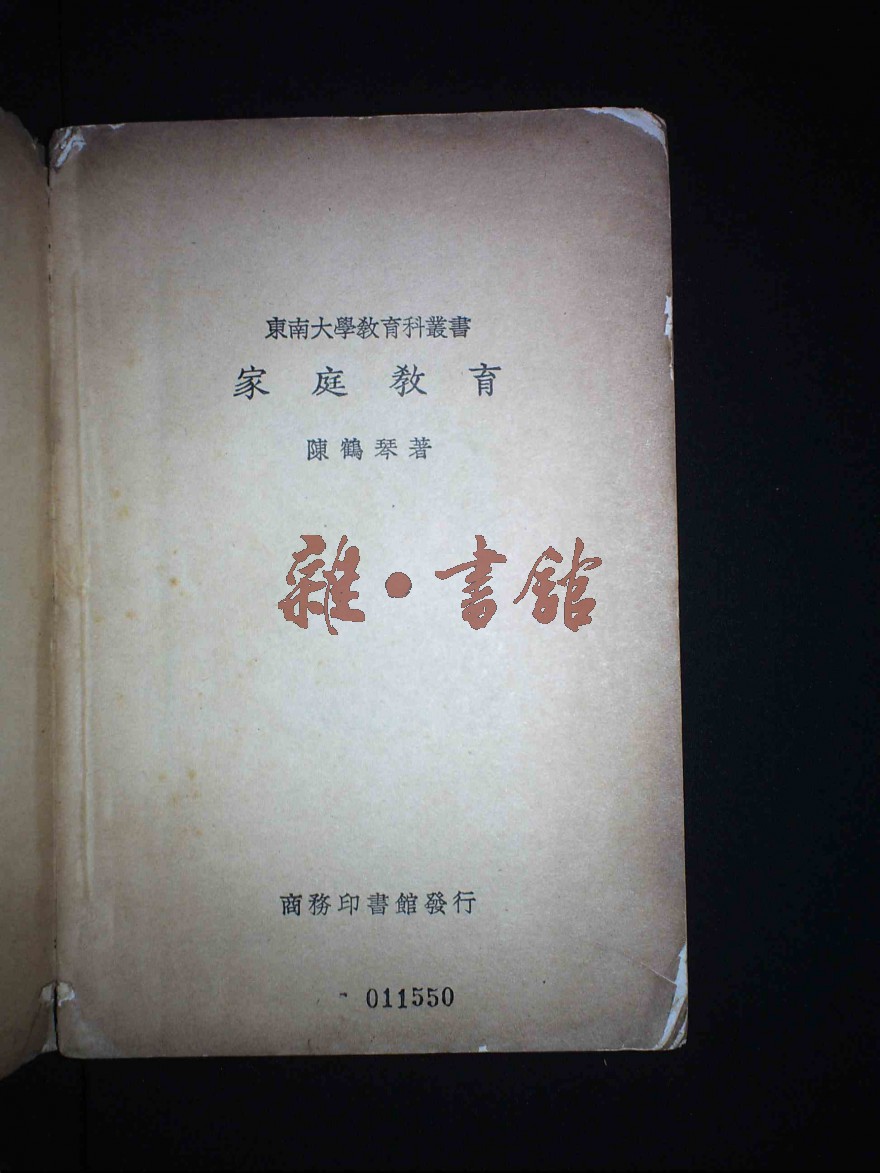 東南大學教育科叢書
家庭教育
陳鶴琴著
雜·書館
商務印書館發行
011550